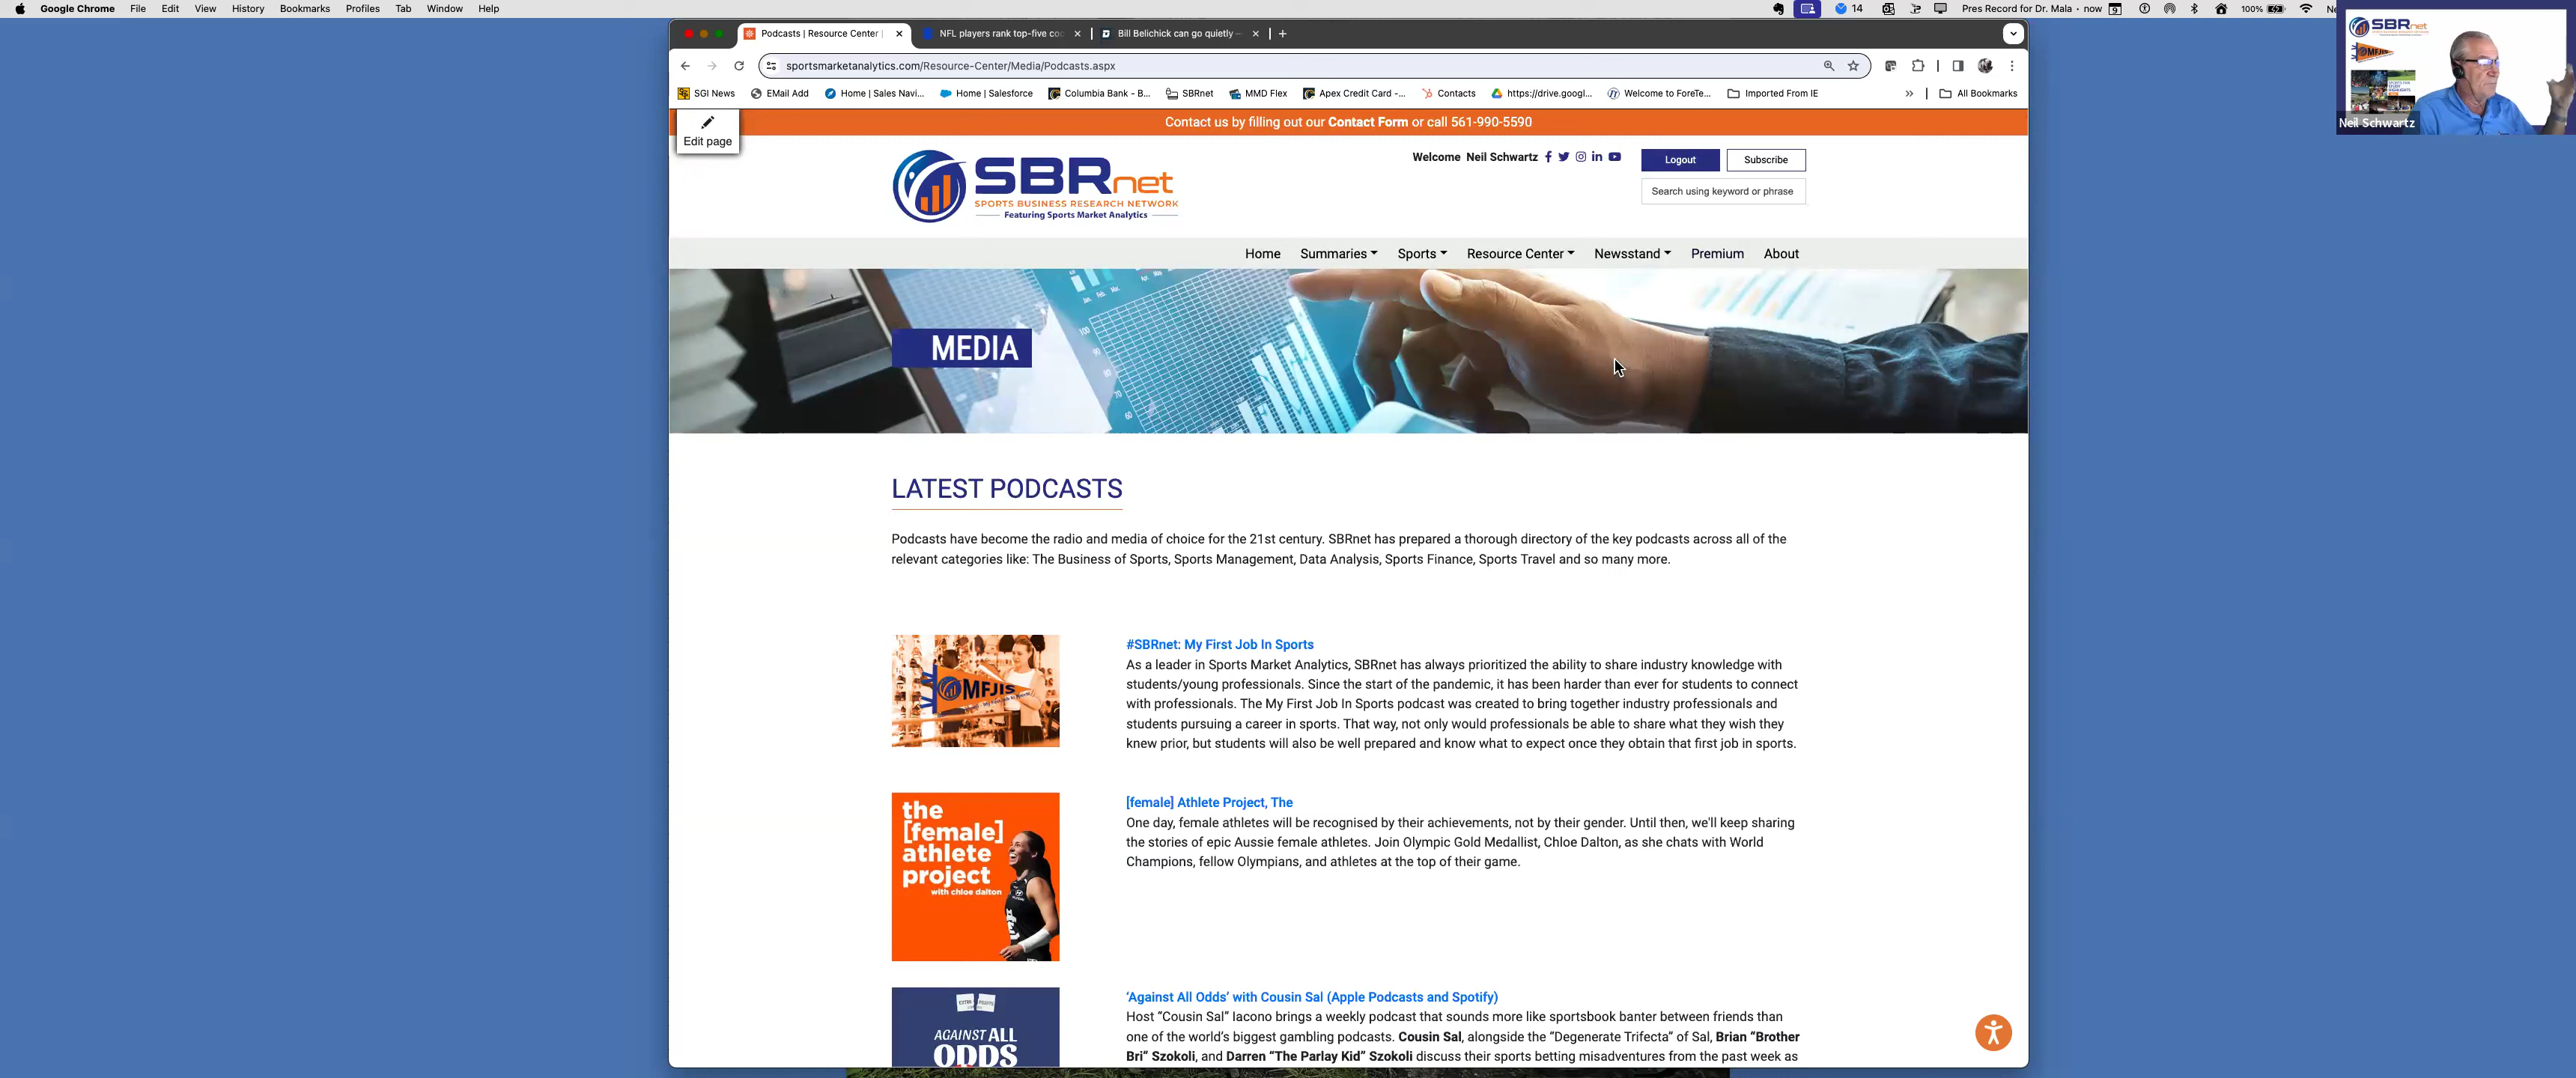 Google Chrome File Edit View History Bookmarks Profiles Tab Window Help
14 Pres Record for Dr. Mala • now 9 100%
Podcasts | Resource Center |
NFL players rank top-five co
Bill Belichick can go quietly —
sportsmarketanalytics.com/Resource-Center/Media/Podcasts.aspx
SGI News EMail Add Home | Sales Navi... Home | Salesforce Columbia Bank - B... SBRnet MMD Flex Apex Credit Card -... Contacts https://drive.googl... Welcome to ForeTe... Imported From IE » All Bookmarks
Contact us by filling out our Contact Form or call 561-990-5590
Edit page
SBRnet
SPORTS BUSINESS RESEARCH NETWORK
Featuring Sports Market Analytics
Welcome Neil Schwartz
Logout Subscribe
Search using keyword or phrase
Home Summaries Sports Resource Center Newsstand Premium About
MEDIA
LATEST PODCASTS
Podcasts have become the radio and media of choice for the 21st century. SBRnet has prepared a thorough directory of the key podcasts across all of the
relevant categories like: The Business of Sports, Sports Management, Data Analysis, Sports Finance, Sports Travel and so many more.
MFJIS
#SBRnet: My First Job In Sports
As a leader in Sports Market Analytics, SBRnet has always prioritized the ability to share industry knowledge with
students/young professionals. Since the start of the pandemic, it has been harder than ever for students to connect
with professionals. The My First Job In Sports podcast was created to bring together industry professionals and
students pursuing a career in sports. That way, not only would professionals be able to share what they wish they
knew prior, but students will also be well prepared and know what to expect once they obtain that first job in sports.
the
[female]
athlete
project
with chloe dalton
[female] Athlete Project, The
One day, female athletes will be recognised by their achievements, not by their gender. Until then, we'll keep sharing
the stories of epic Aussie female athletes. Join Olympic Gold Medallist, Chloe Dalton, as she chats with World
Champions, fellow Olympians, and athletes at the top of their game.
AGAINST ALL
ODDS
‘Against All Odds’ with Cousin Sal (Apple Podcasts and Spotify)
Host “Cousin Sal” Iacono brings a weekly podcast that sounds more like sportsbook banter between friends than
one of the world’s biggest gambling podcasts. Cousin Sal, alongside the “Degenerate Trifecta” of Sal, Brian “Brother
Bri” Szokoli, and Darren “The Parlay Kid” Szokoli discuss their sports betting misadventures from the past week as
SBRnet
MFJIS
Neil Schwartz